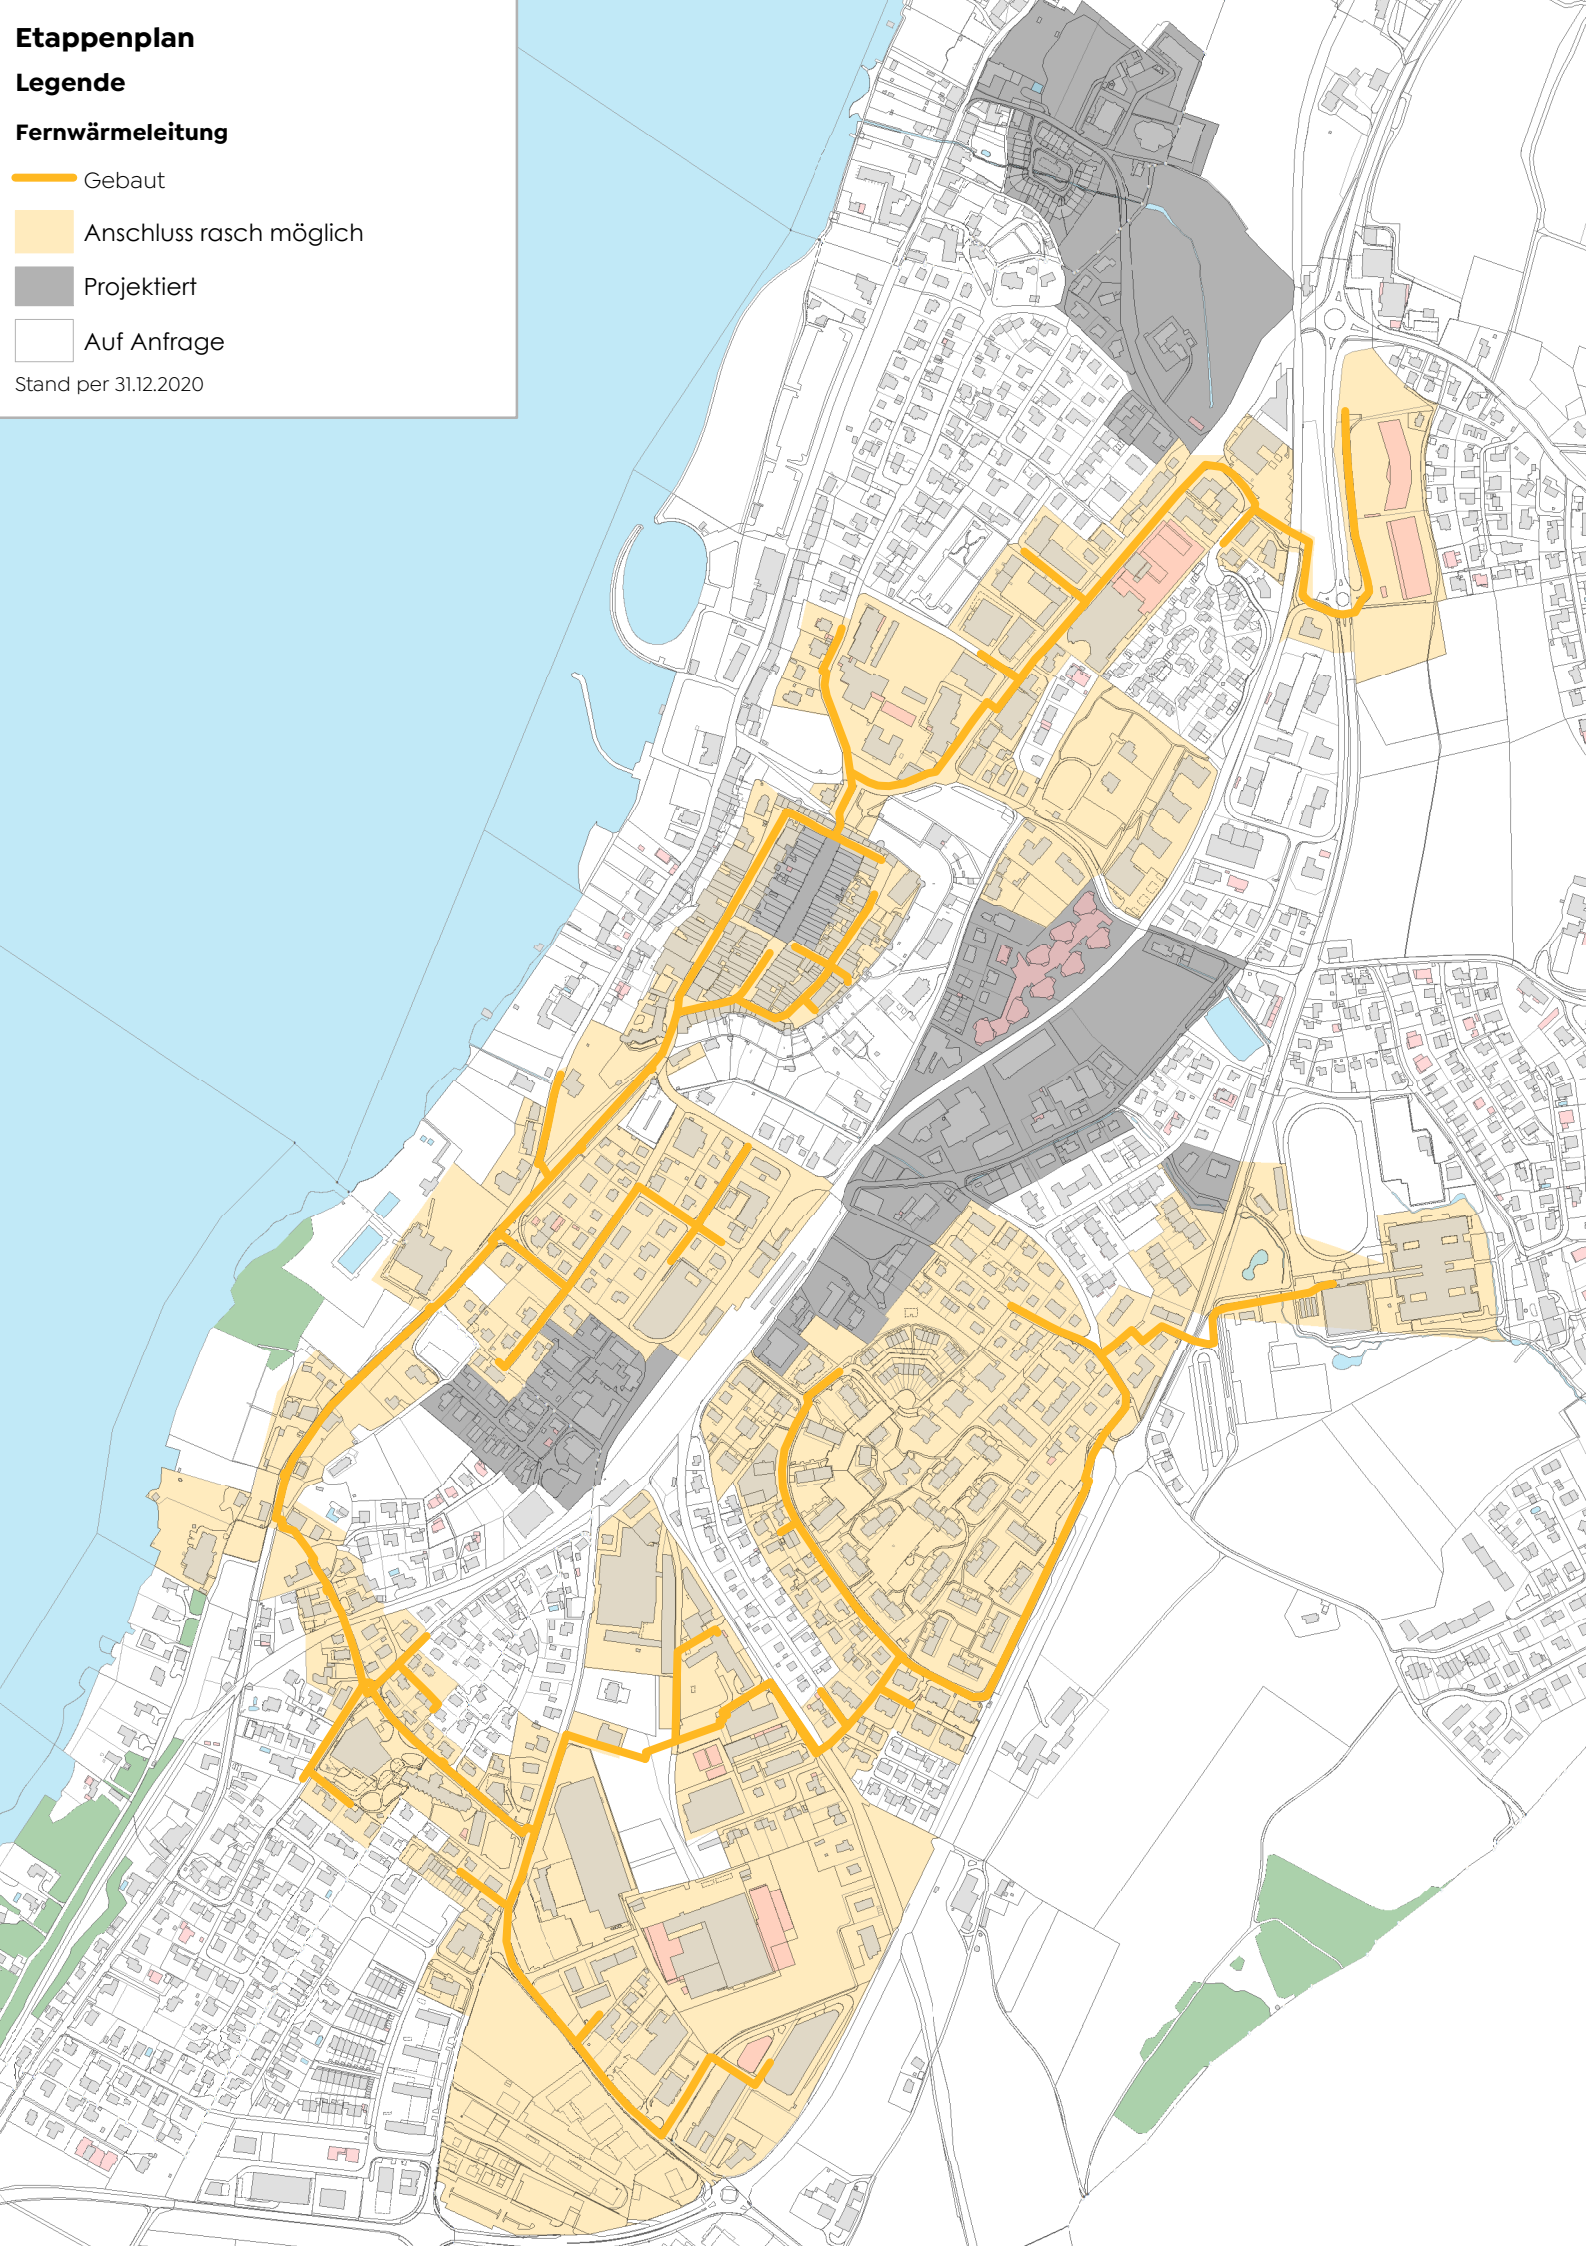 Etappenplan
Legende
Fernwärmeleitung
Gebaut
Anschluss rasch möglich
Projektiert
Auf Anfrage
Stand per 31.12.2020